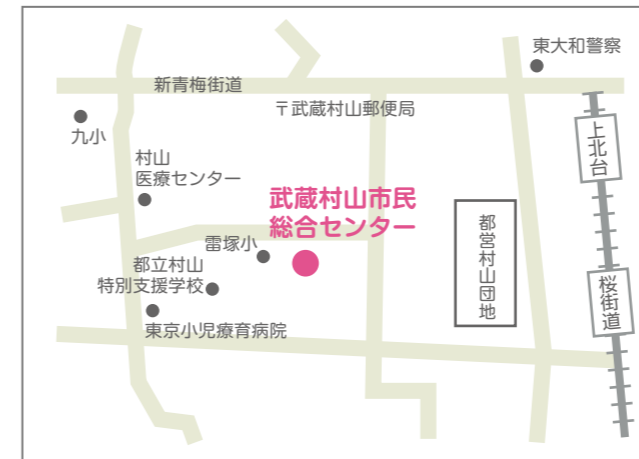 東大和警察
新青梅街道
〒武蔵村山郵便局
九小
上北台
村山
医療センター
武蔵村山市民
総合センター
都営村山団地
雷塚小
都立村山
特別支援学校
桜街道
東京小児療育病院